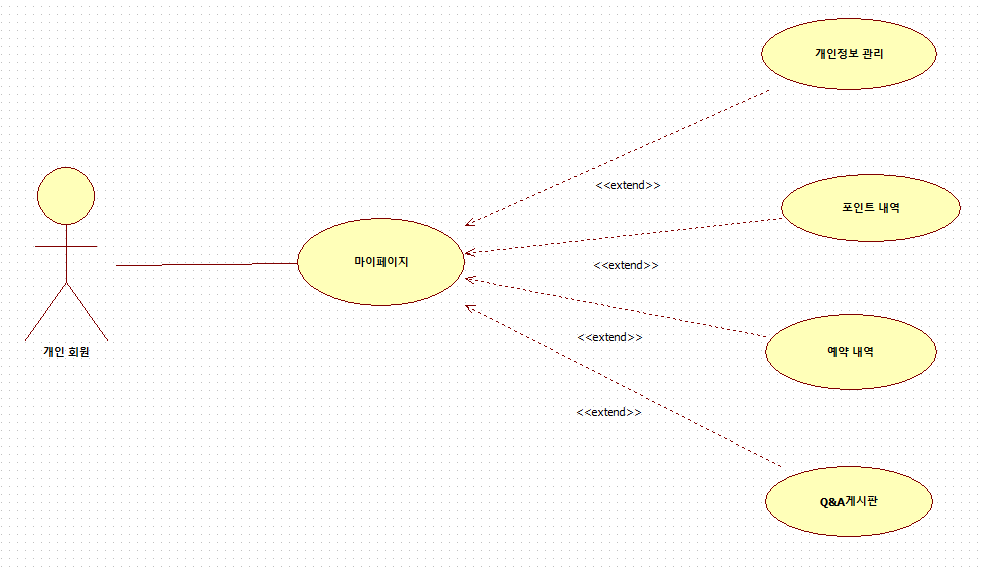 개인정보 관리
<<extend>>
포인트 내역
마이페이지
<<extend>>
<<extend>>
예약 내역
개인 회원
<<extend>>
Q&A게시판